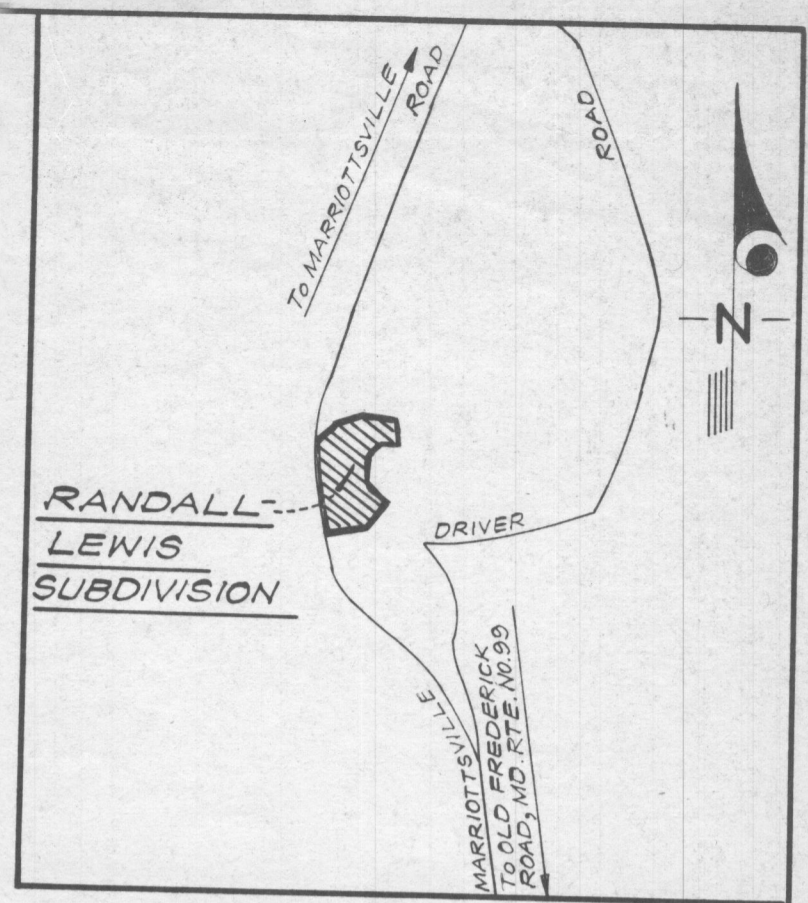 To MARRIOTTSVILLE
ROAD
ROAD
N
RANDALL-
LEWIS
SUBDIVISION
DRIVER
MARRIOTTSVILLE
To OLD FREDERICK
ROAD, MD. RTE. NO. 99